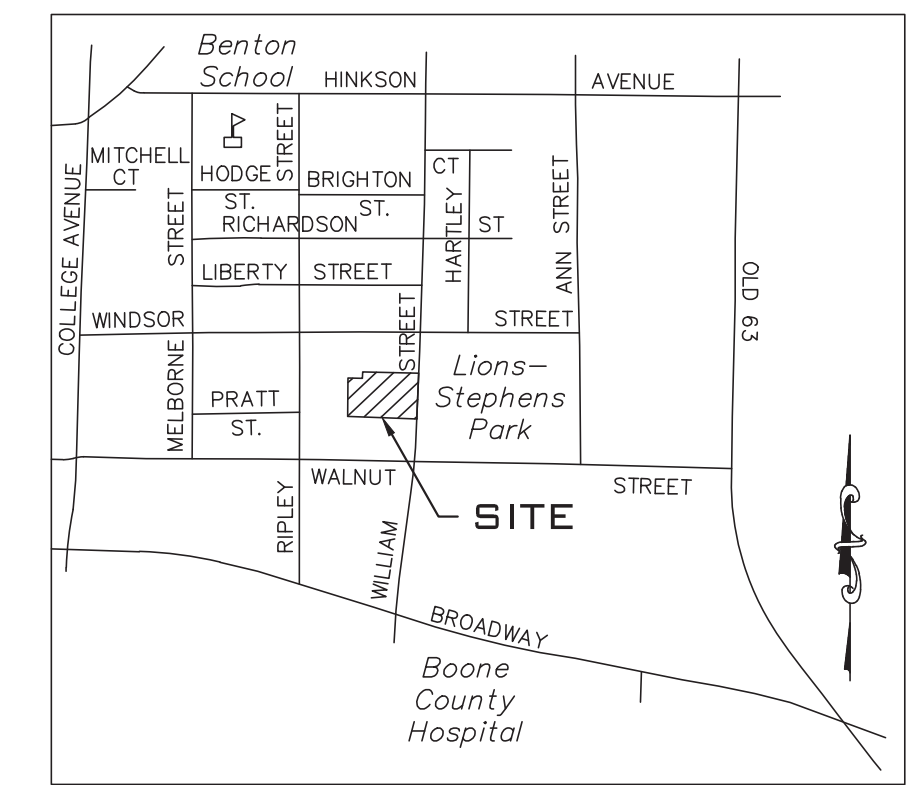 Benton
School
HINKSON
AVENUE
MITCHELL
CT
HODGE
ST.
STREET
BRIGHTON
ST.
CT
RICHARDSON
ST
STREET
HARTLEY
ANN STREET
COLLEGE AVENUE
LIBERTY STREET
OLD 63
WINDSOR
STREET
STREET
MELBORNE
PRATT
ST.
Lions-
Stephens
Park
WALNUT
STREET
SITE
RIPLEY
WILLIAM
BROADWAY
Boone
County
Hospital